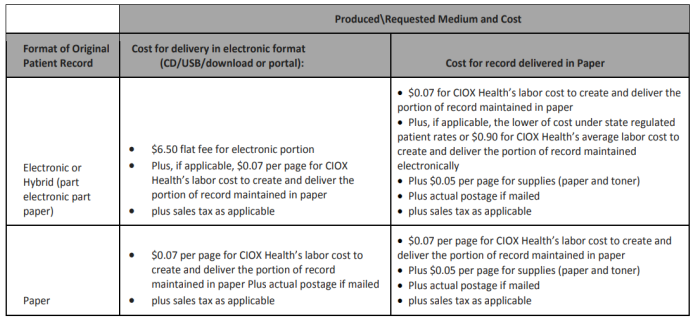 Produced\Requested Medium and Cost
Format of Original
Patient Record
Cost for delivery in electronic format
(CD/USB/download or portal):
Cost for record delivered in Paper
Electronic or
Hybrid (part
electronic part
paper)
• $6.50 flat fee for electronic portion
• Plus, if applicable, $0.07 per page for CIOX
Health's labor cost to create and deliver the
portion of record maintained in paper
• plus sales tax as applicable
• $0.07 for CIOX Health's labor cost to create and deliver the
portion of record maintained in paper
• Plus, if applicable, the lower of cost under state regulated
patient rates or $0.90 for CIOX Health's average labor cost to
create and deliver the portion of record maintained
electronically
• Plus $0.05 per page for supplies (paper and toner)
• Plus actual postage if mailed
• plus sales tax as applicable
Paper
• $0.07 per page for CIOX Health's labor cost to
create and deliver the portion of record
maintained in paper Plus actual postage if mailed
• plus sales tax as applicable
• $0.07 per page for CIOX Health's labor cost to create and
deliver the portion of record maintained in paper
• Plus $0.05 per page for supplies (paper and toner)
• Plus actual postage if mailed
• plus sales tax as applicable